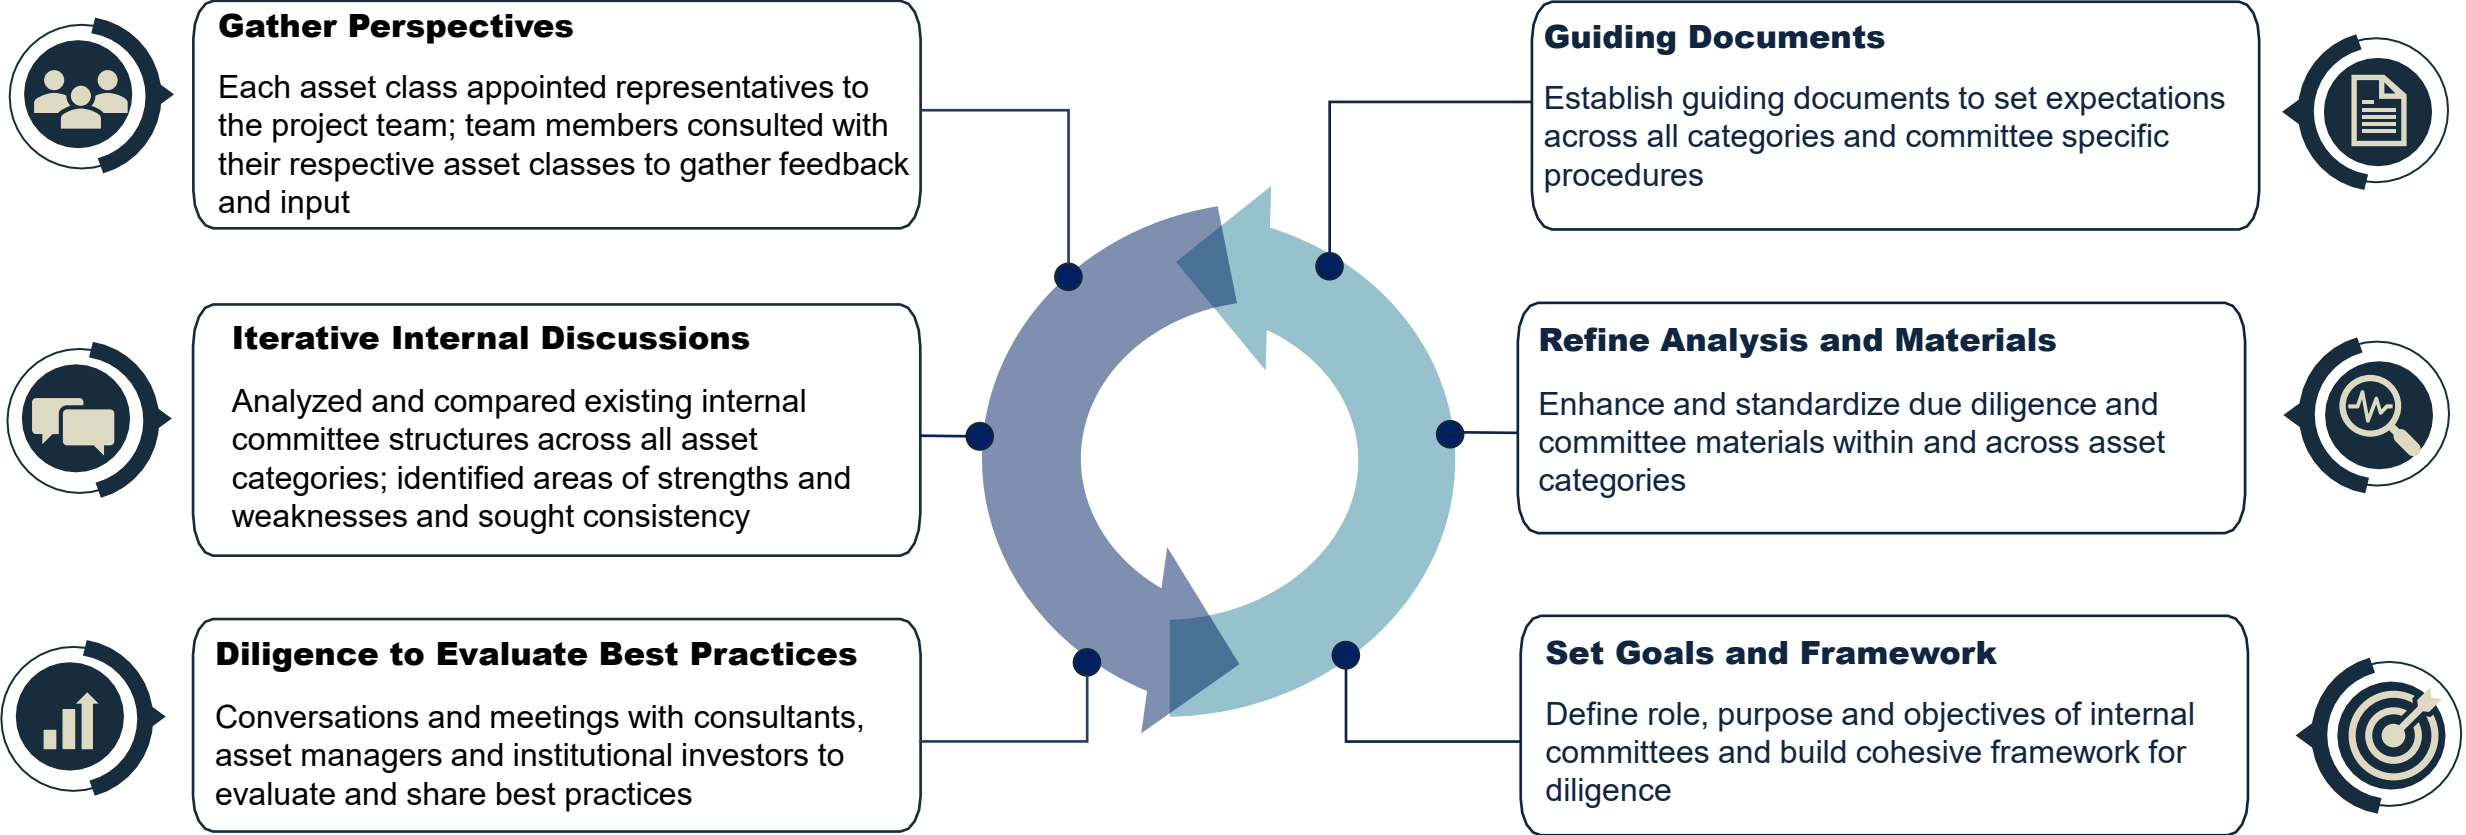 Gather Perspectives
Each asset class appointed representatives to
the project team; team members consulted with
their respective asset classes to gather feedback
and input
Iterative Internal Discussions
Analyzed and compared existing internal
committee structures across all asset
categories; identified areas of strengths and
weaknesses and sought consistency
Diligence to Evaluate Best Practices
Conversations and meetings with consultants,
asset managers and institutional investors to
evaluate and share best practices
Guiding Documents
Establish guiding documents to set expectations
across all categories and committee specific
procedures
Refine Analysis and Materials
Enhance and standardize due diligence and
committee materials within and across asset
categories
Set Goals and Framework
Define role, purpose and objectives of internal
committees and build cohesive framework for
diligence